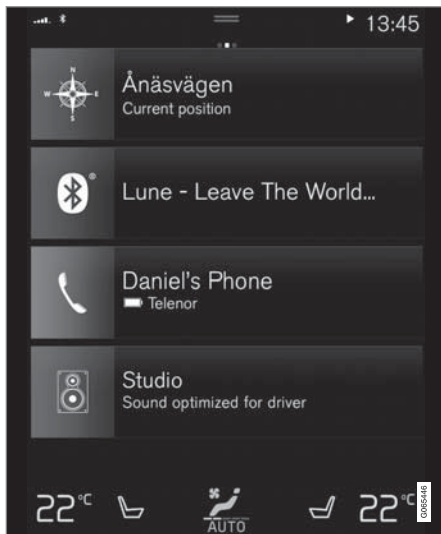 13:45
N
W E
S
Ånäsvägen
Current position
®
Lune - Leave The World...
Daniel's Phone
Telenor
Studio
Sound optimized for driver
22°C
AUTO
22°C
G065446